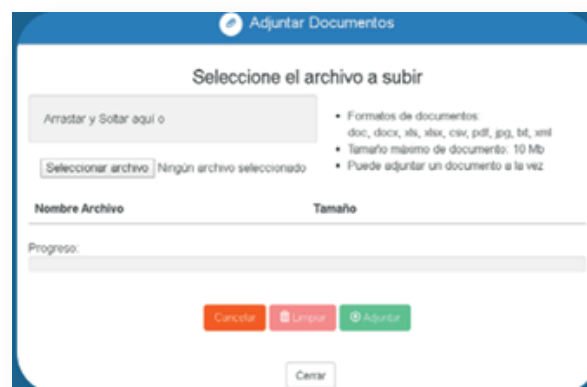 Adjuntar Documentos
Seleccione el archivo a subir
Arrastar y Soltar aquí o
Formatos de documentos:
doc, docx, xls, xlsx, csv, pdf, jpg, txt, xml
Tamaño máximo de documento: 10 Mb
Puede adjuntar un documento a la vez
Seleccionar archivo Ningún archivo seleccionado
Nombre Archivo Tamaño
Progreso:
Cancelar Limpiar Adjuntar
Cerrar